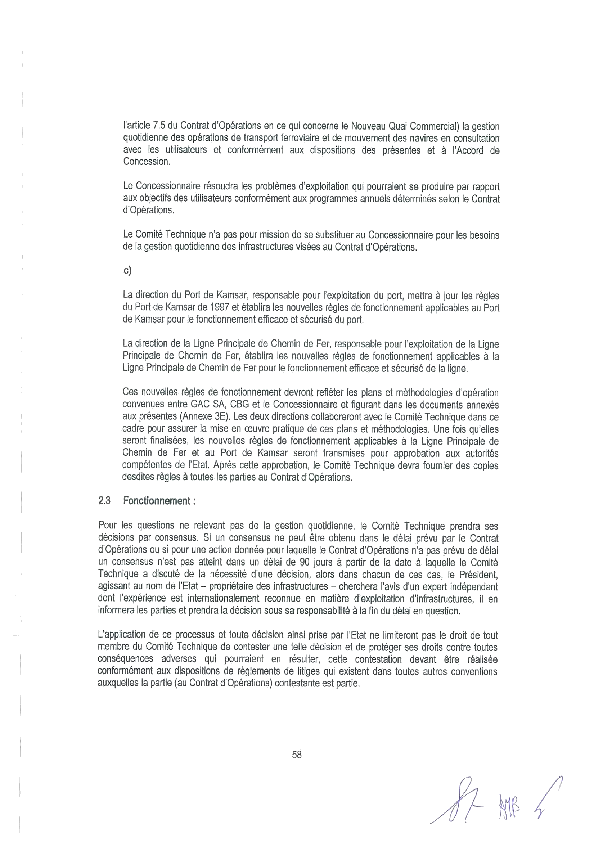 l'article 7.5 du Contrat d'Opérations en ce qui concerne le Nouveau Quai Commercial) la gestion
quotidienne des opérations de transport ferroviaire et de mouvement des navires en consultation
avec les utilisateurs et conformément aux dispositions des présentes et à l'Accord de
Concession.
Le Concessionnaire résoudra les problèmes d'exploitation qui pourraient se produire par rapport
aux objectifs des utilisateurs conformément aux programmes annuels déterminés selon le Contrat
d'Opérations.
Le Comité Technique n'a pas pour mission de se substituer au Concessionnaire pour les besoins
de la gestion quotidienne des infrastructures visées au Contrat d'Opérations.
c)
La direction du Port de Kamsar, responsable pour l'exploitation du port, mettra à jour les règles
du Port de Kamsar de 1997 et établira les nouvelles règles de fonctionnement applicables au Port
de Kamsar pour le fonctionnement efficace et sécurisé du port.
La direction de la Ligne Principale de Chemin de Fer, responsable pour l'exploitation de la Ligne
Principale de Chemin de Fer, établira les nouvelles règles de fonctionnement applicables à la
Ligne Principale de Chemin de Fer pour le fonctionnement efficace et sécurisé de la ligne.
Ces nouvelles règles de fonctionnement devront refléter les plans et méthodologies d'opération
convenues entre GAC SA, CBG et le Concessionnaire et figurant dans les documents annexés
aux présentes (Annexe 3E). Les deux directions collaboreront avec le Comité Technique dans ce
cadre pour assurer la mise en œuvre pratique de ces plans et méthodologies. Une fois qu'elles
seront finalisées, les nouvelles règles de fonctionnement applicables à la Ligne Principale de
Chemin de Fer et au Port de Kamsar seront transmises pour approbation aux autorités
compétentes de l'Etat. Après cette approbation, le Comité Technique devra fournir des copies
desdites règles à toutes les parties au Contrat d'Opérations.
2.3 Fonctionnement :
Pour les questions ne relevant pas de la gestion quotidienne, le Comité Technique prendra ses
décisions par consensus. Si un consensus ne peut être obtenu dans le délai prévu par le Contrat
d'Opérations ou si pour une action donnée pour laquelle le Contrat d'Opérations n'a pas prévu de délai
un consensus n'est pas atteint dans un délai de 90 jours à partir de la date à laquelle le Comité
Technique a discuté de la nécessité d'une décision, alors dans chacun de ces cas, le Président,
agissant au nom de l'Etat – propriétaire des infrastructures – cherchera l'avis d'un expert indépendant
dont l'expérience est internationalement reconnue en matière d'exploitation d'infrastructures, il en
informera les parties et prendra la décision sous sa responsabilité à la fin du délai en question.
L'application de ce processus et toute décision ainsi prise par l'Etat ne limiteront pas le droit de tout
membre du Comité Technique de contester une telle décision et de protéger ses droits contre toutes
conséquences adverses qui pourraient en résulter, cette contestation devant être réalisée
conformément aux dispositions de règlements de litiges qui existent dans toutes autres conventions
auxquelles la partie (au Contrat d'Opérations) contestante est partie.
58